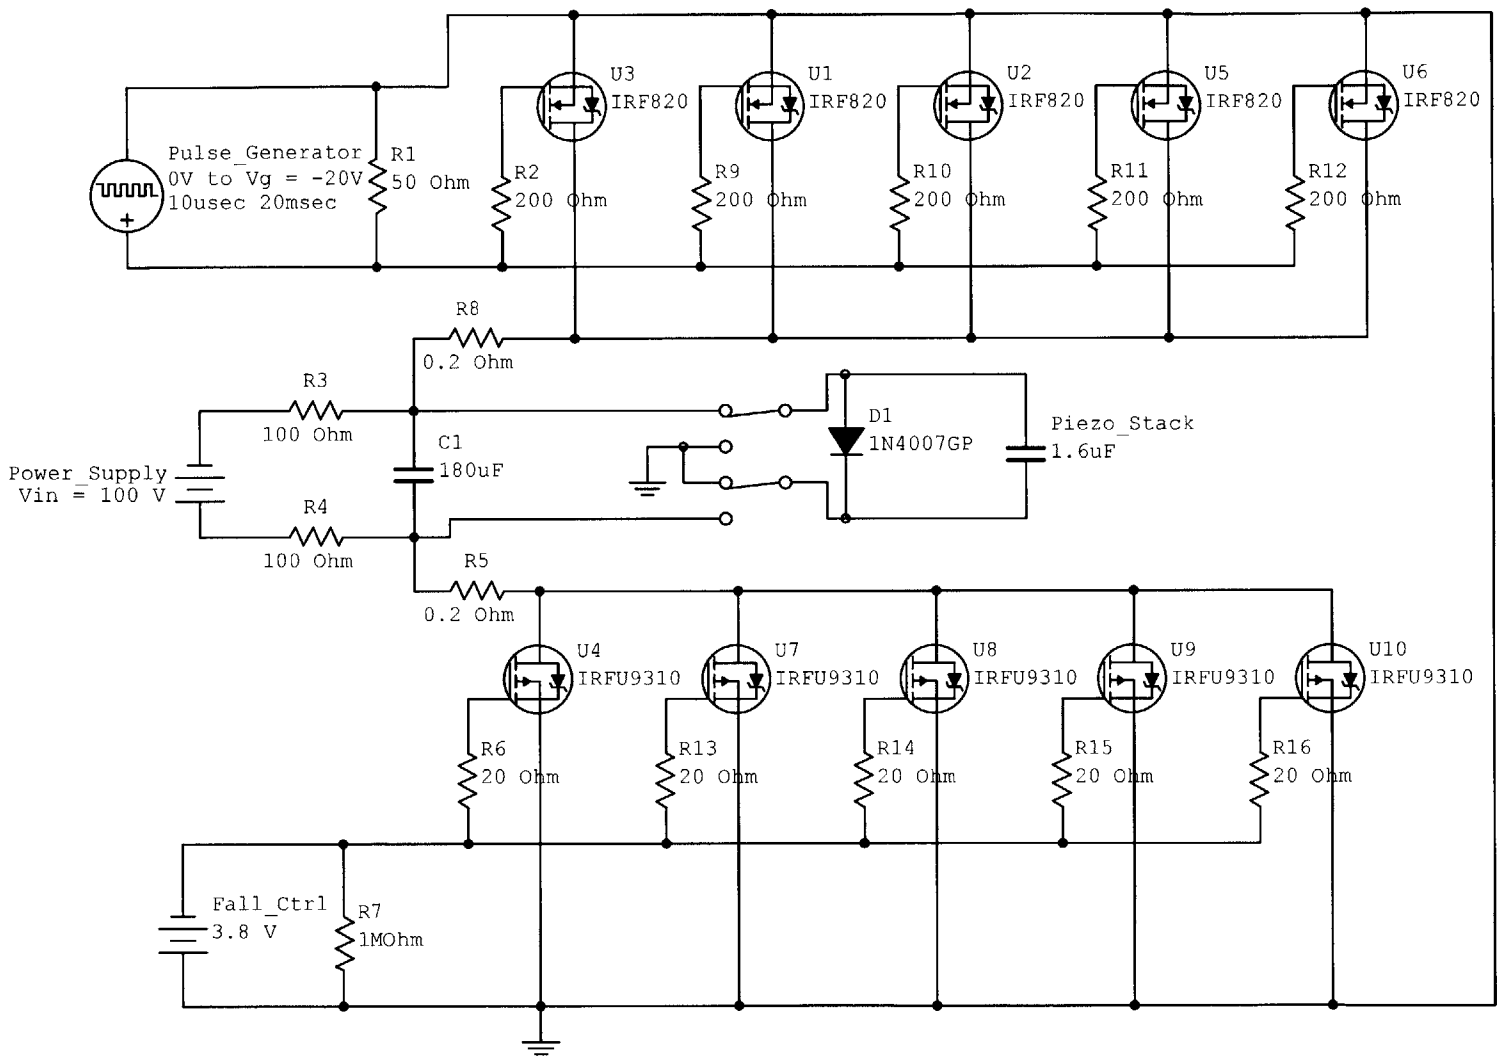 U3
IRF820
U1
IRF820
U2
IRF820
U5
IRF820
U6
IRF820
Pulse_Generator
0V to Vg = -20V
10usec 20msec
+
R1
50 Ohm
R2
200 Ohm
R9
200 Ohm
R10
200 Ohm
R11
200 Ohm
R12
200 Ohm
R8
0.2 Ohm
R3
100 Ohm
Power_Supply
Vin = 100 V
C1
180uF
D1
1N4007GP
Piezo_Stack
1.6uF
R4
100 Ohm
R5
0.2 Ohm
U4
IRFU9310
U7
IRFU9310
U8
IRFU9310
U9
IRFU9310
U10
IRFU9310
R6
20 Ohm
R13
20 Ohm
R14
20 Ohm
R15
20 Ohm
R16
20 Ohm
Fall_Ctrl
3.8 V
R7
1MOhm